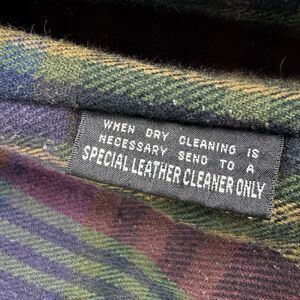 WHEN DRY CLEANING IS
NECESSARY SEND TO A
SPECIAL LEATHER CLEANER ONLY